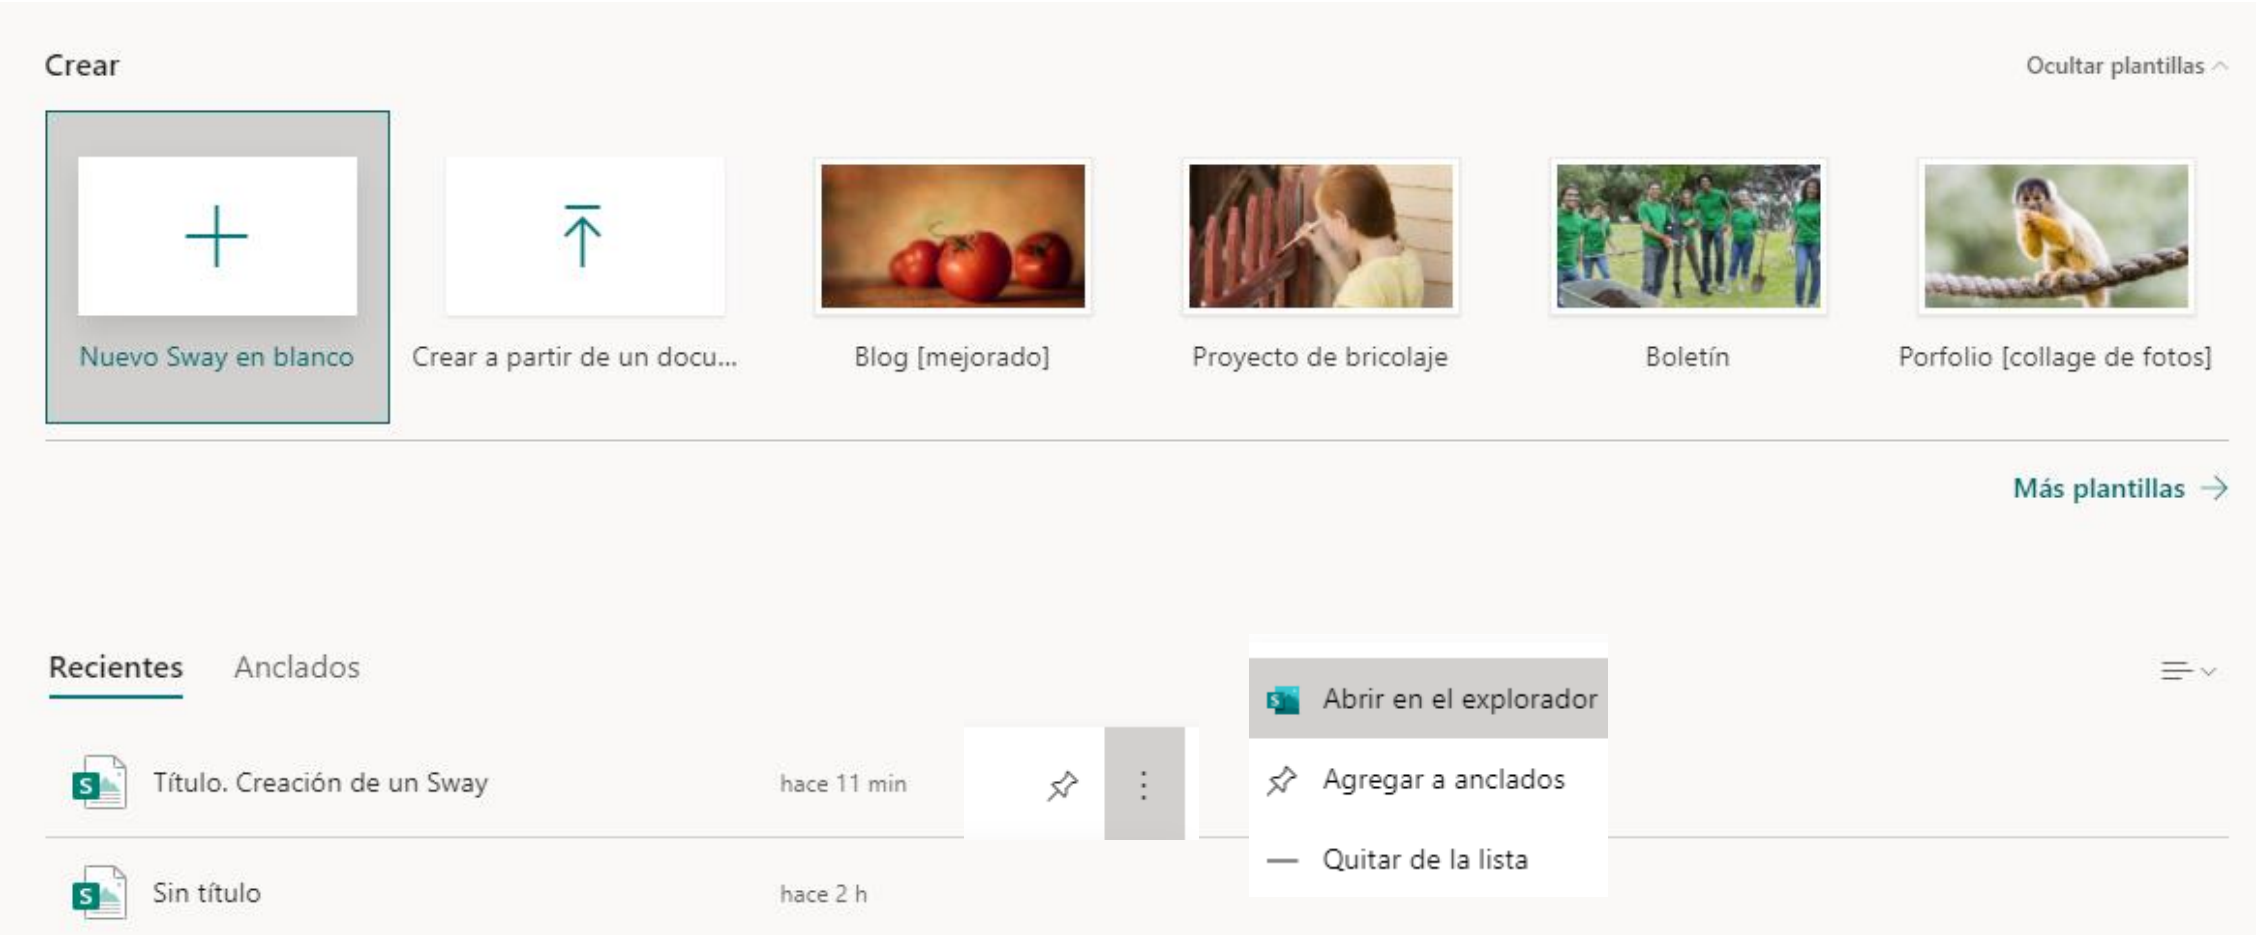 Crear
Ocultar plantillas
Nuevo Sway en blanco
Crear a partir de un docu...
Blog [mejorado]
Proyecto de bricolaje
Boletín
Porfolio [collage de fotos]
Más plantillas
Recientes
Anclados
Título. Creación de un Sway
hace 11 min
Abrir en el explorador
Agregar a anclados
Quitar de la lista
Sin título
hace 2 h